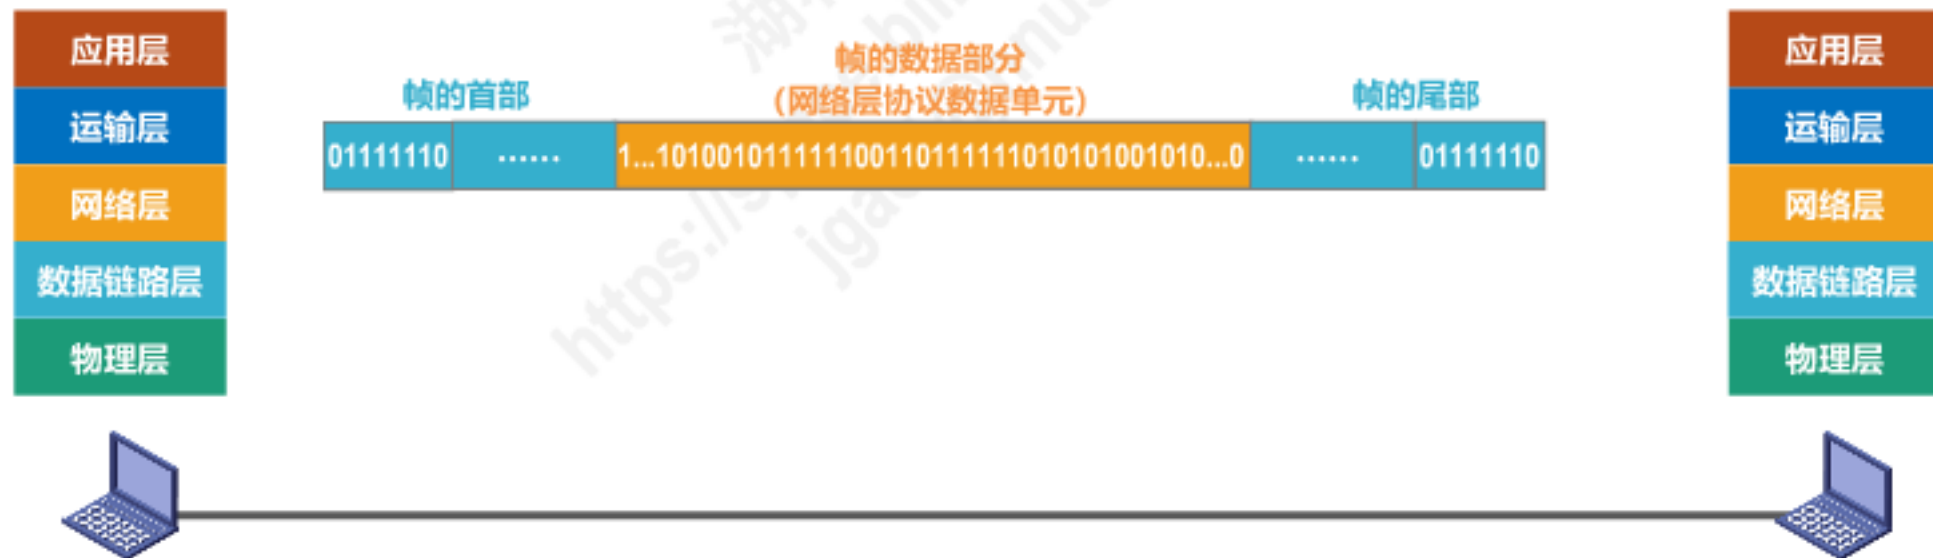 应用层
运输层
网络层
数据链路层
物理层
帧的首部
帧的数据部分
(网络层协议数据单元)
帧的尾部
01111110 ...... 1...10100101111110011011111101010100101010...0 ...... 01111110
应用层
运输层
网络层
数据链路层
物理层